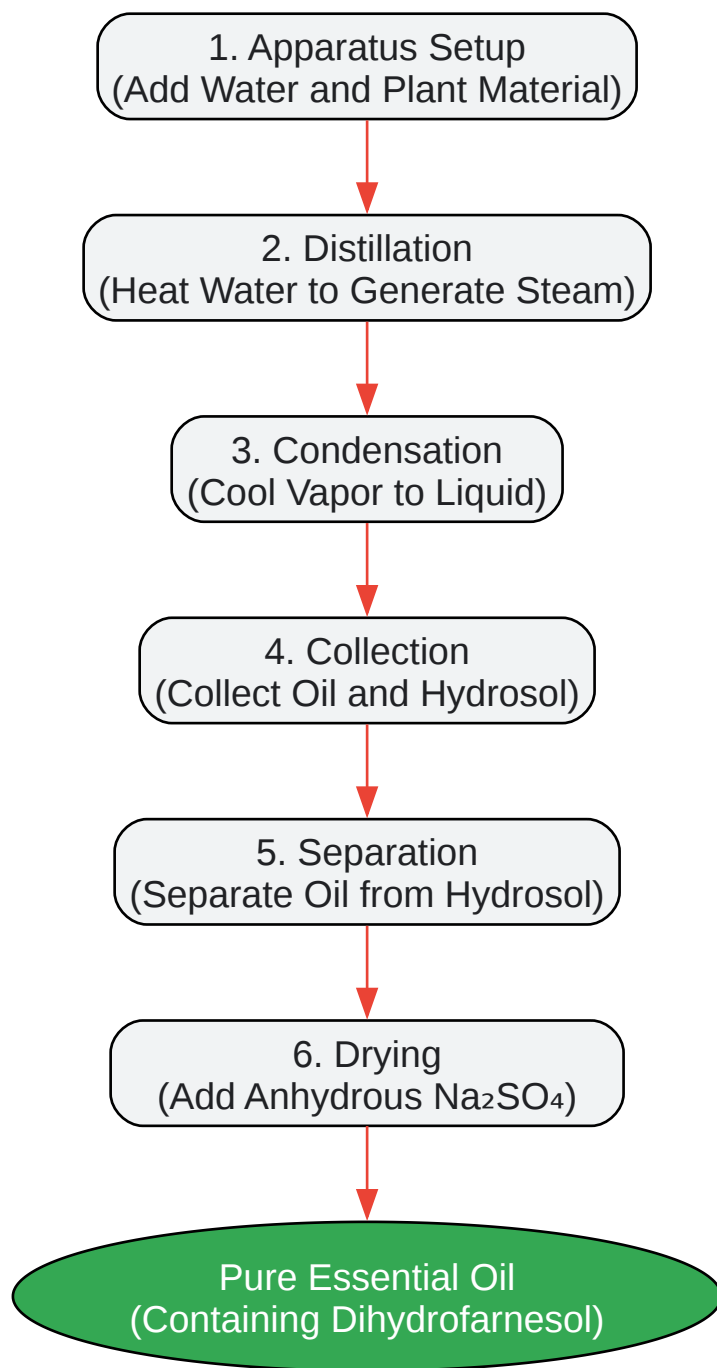 1. Apparatus Setup
(Add Water and Plant Material)
2. Distillation
(Heat Water to Generate Steam)
3. Condensation
(Cool Vapor to Liquid)
4. Collection
(Collect Oil and Hydrosol)
5. Separation
(Separate Oil from Hydrosol)
6. Drying
(Add Anhydrous Na₂SO₄)
Pure Essential Oil
(Containing Dihydrofarnesol)